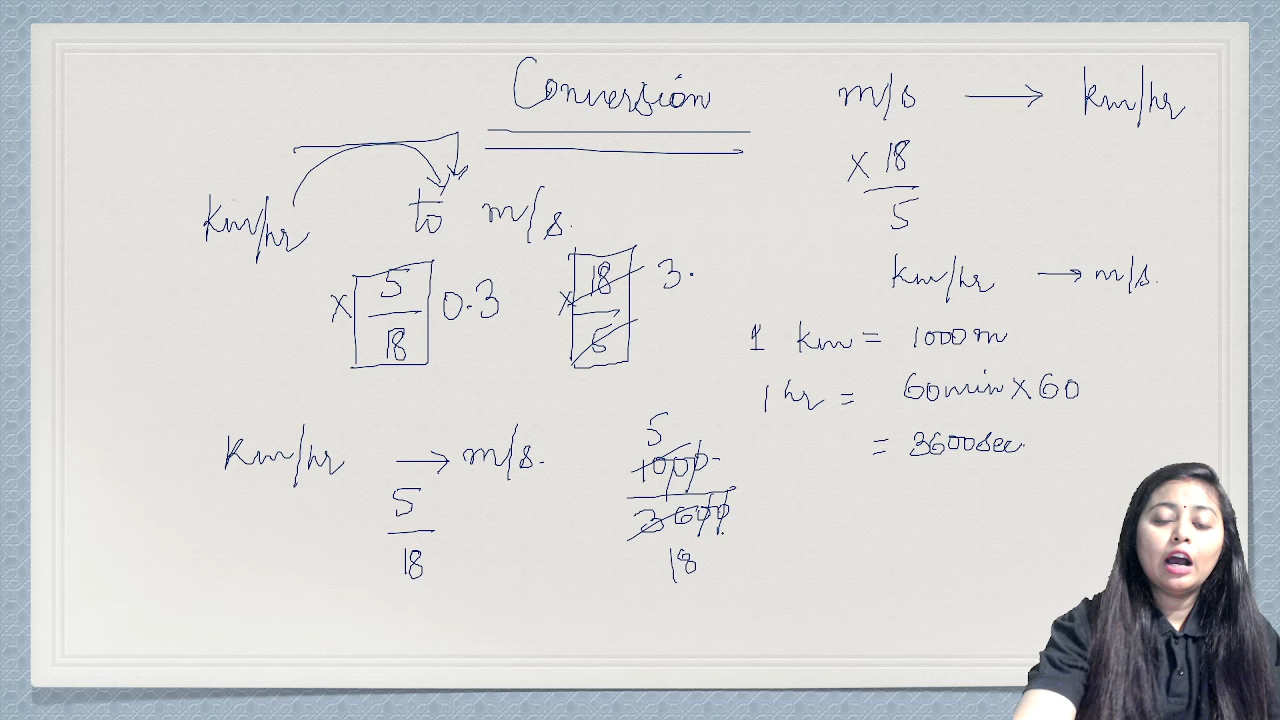 Conversion
km/hr to m/s.
× 5/18 0.3 × 18/5 3.
km/hr → m/s.
5/18
5
1000
3600
18
m/s → km/hr
× 18/5
km/hr → m/s.
1 km = 1000m
1 hr = 60min × 60
= 3600sec